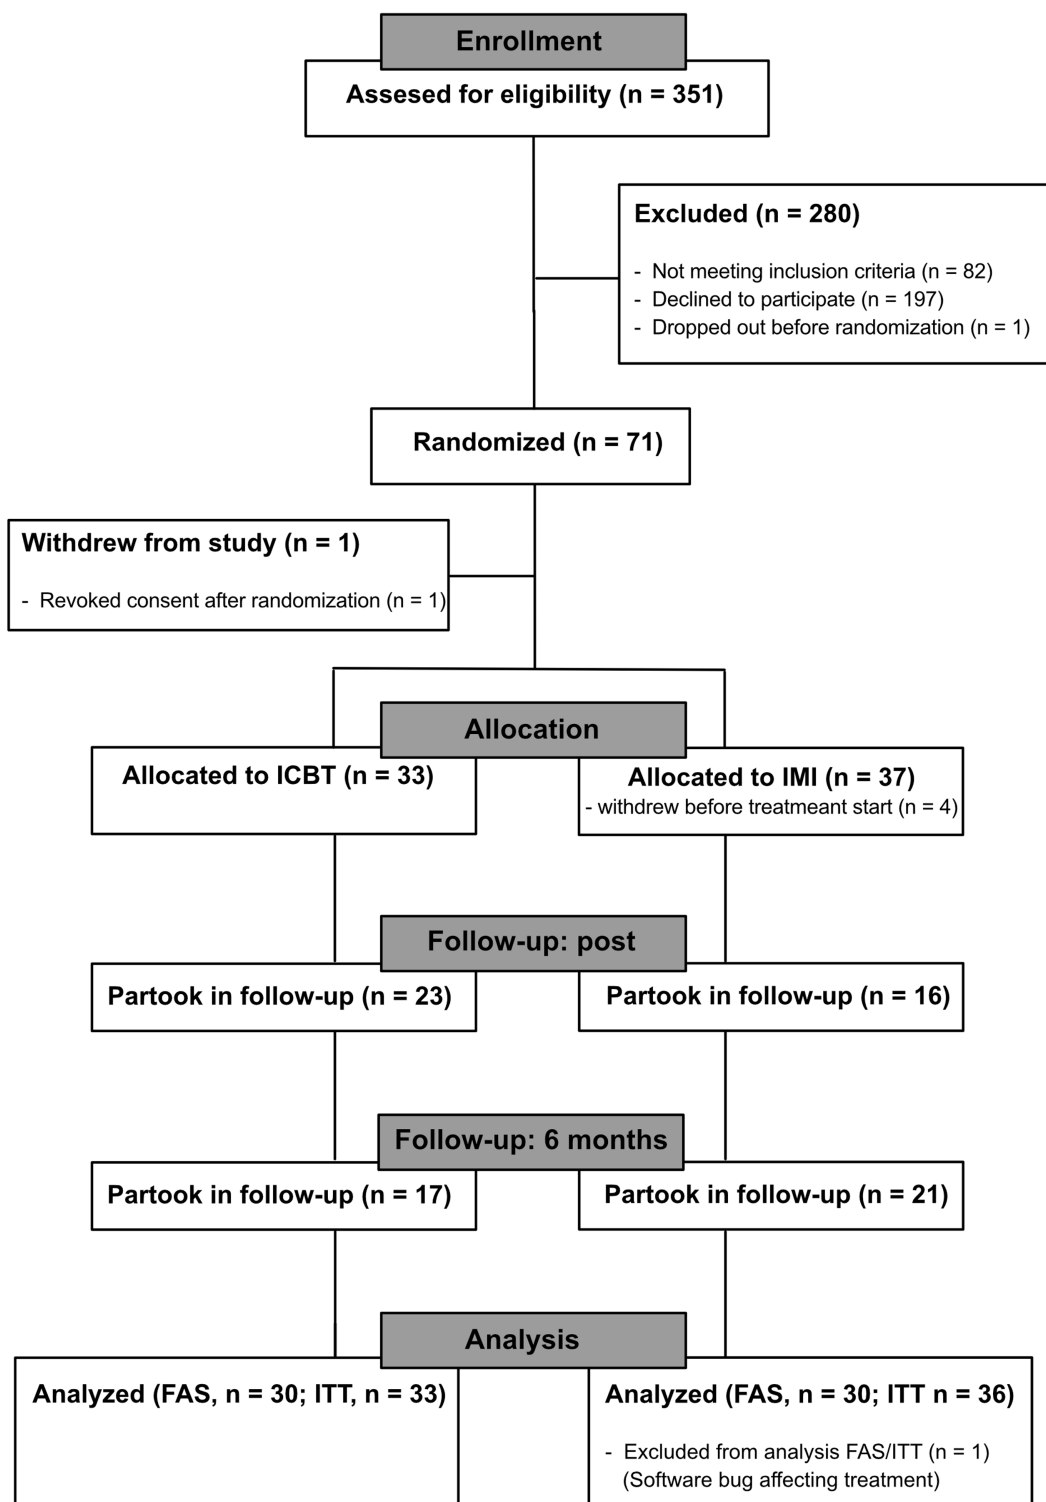 Enrollment
Assesed for eligibility (n = 351)
Excluded (n = 280)
- Not meeting inclusion criteria (n = 82)
- Declined to participate (n = 197)
- Dropped out before randomization (n = 1)
Randomized (n = 71)
Withdrew from study (n = 1)
- Revoked consent after randomization (n = 1)
Allocation
Allocated to ICBT (n = 33)
Allocated to IMI (n = 37)
- withdrew before treatmeant start (n = 4)
Follow-up: post
Partook in follow-up (n = 23)
Partook in follow-up (n = 16)
Follow-up: 6 months
Partook in follow-up (n = 17)
Partook in follow-up (n = 21)
Analysis
Analyzed (FAS, n = 30; ITT, n = 33)
Analyzed (FAS, n = 30; ITT n = 36)
- Excluded from analysis FAS/ITT (n = 1)
(Software bug affecting treatment)